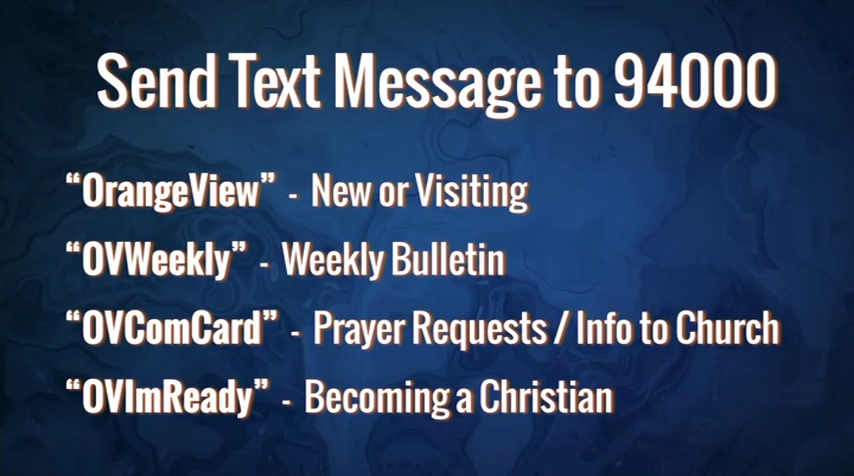 Send Text Message to 94000
“OrangeView” - New or Visiting
“OVWeekly” - Weekly Bulletin
“OVComCard” - Prayer Requests / Info to Church
“OVImReady” - Becoming a Christian